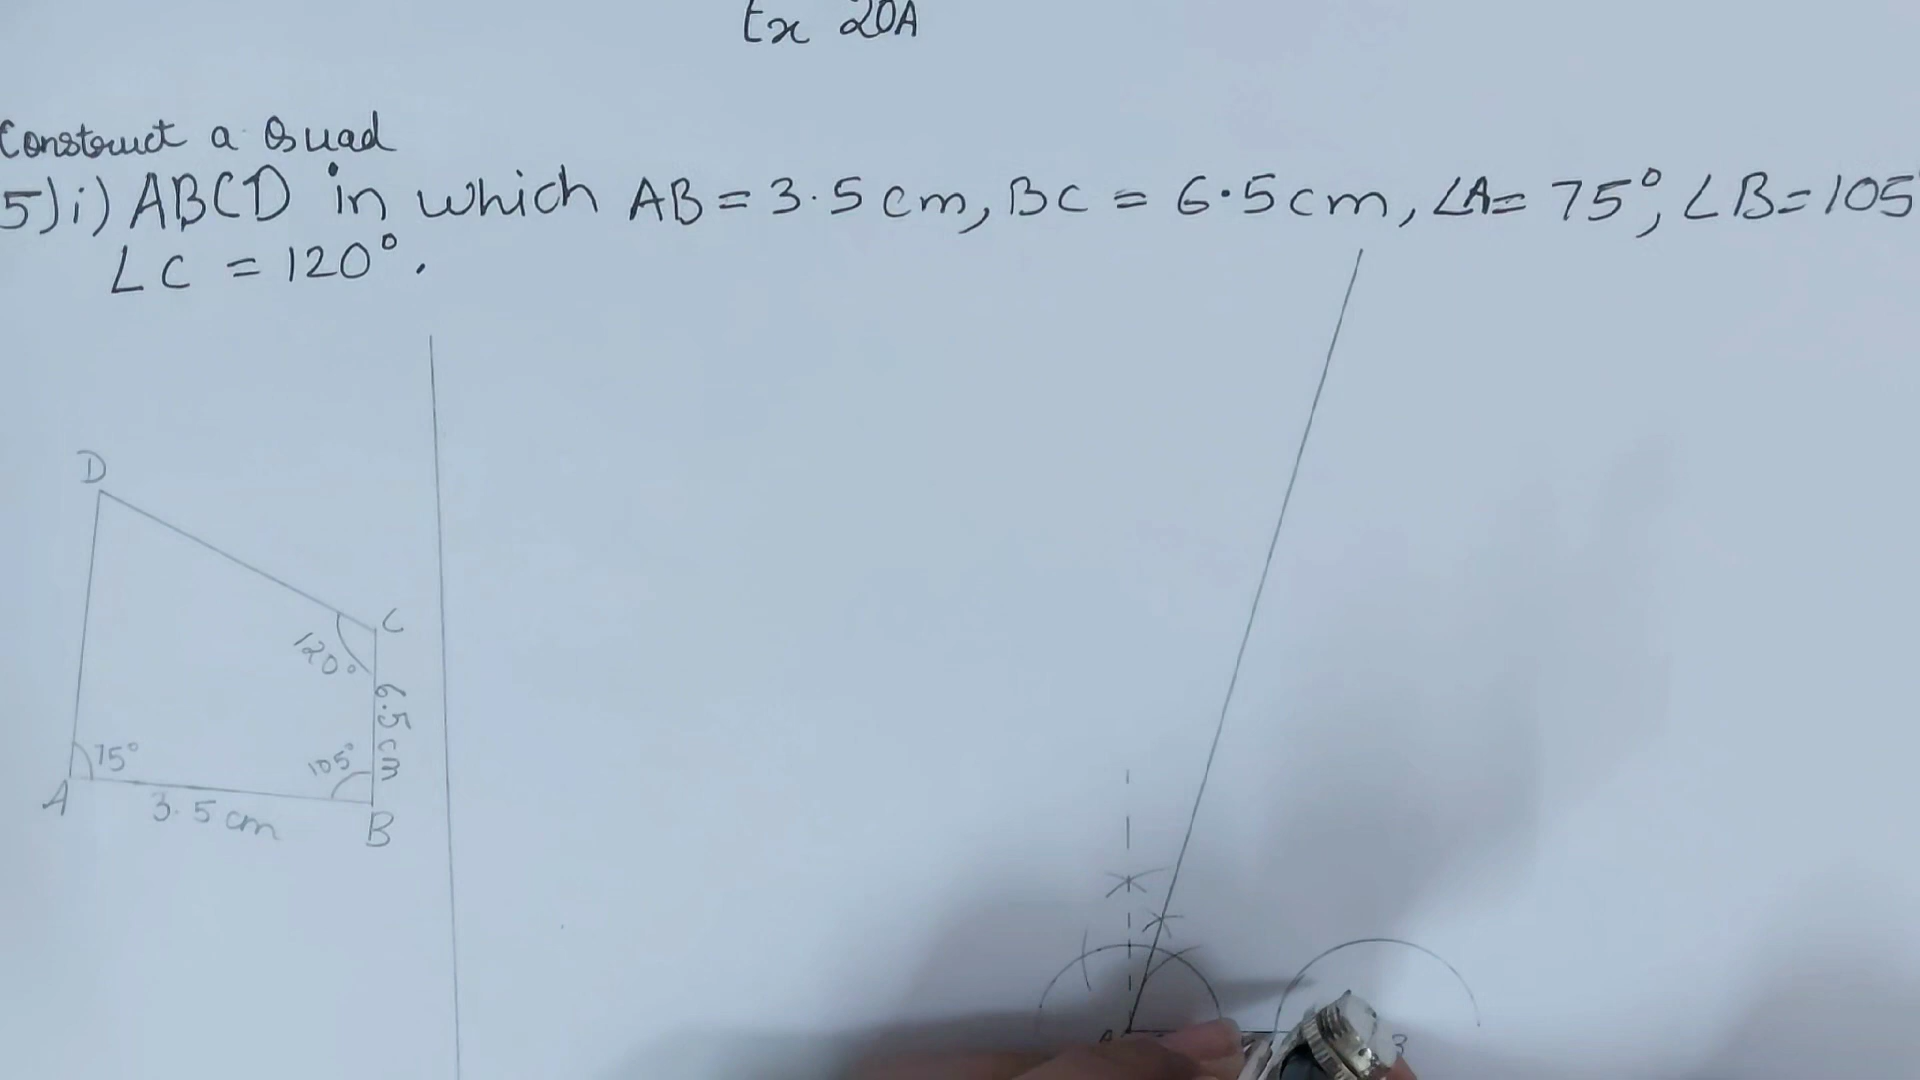 Ex 20A
Construct a Quad
5)i) ABCD in which AB = 3.5 cm, BC = 6.5 cm, ∠A = 75°, ∠B = 105
∠C = 120°.
D
C
120°
6.5 cm
75°
105°
A
3.5 cm
B
A
B